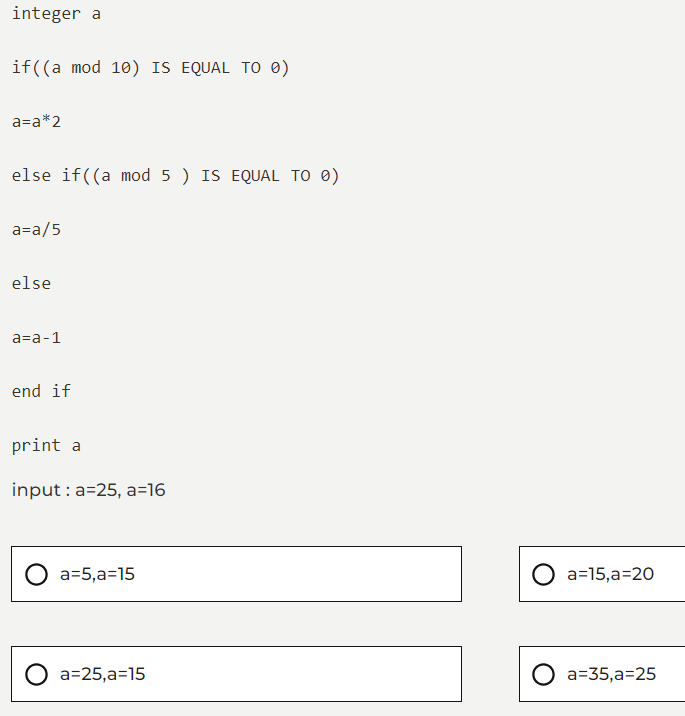 integer a
if((a mod 10) IS EQUAL TO 0)
a=a*2
else if((a mod 5 ) IS EQUAL TO 0)
a=a/5
else
a=a-1
end if
print a
input : a=25, a=16
a=5,a=15
a=15,a=20
a=25,a=15
a=35,a=25